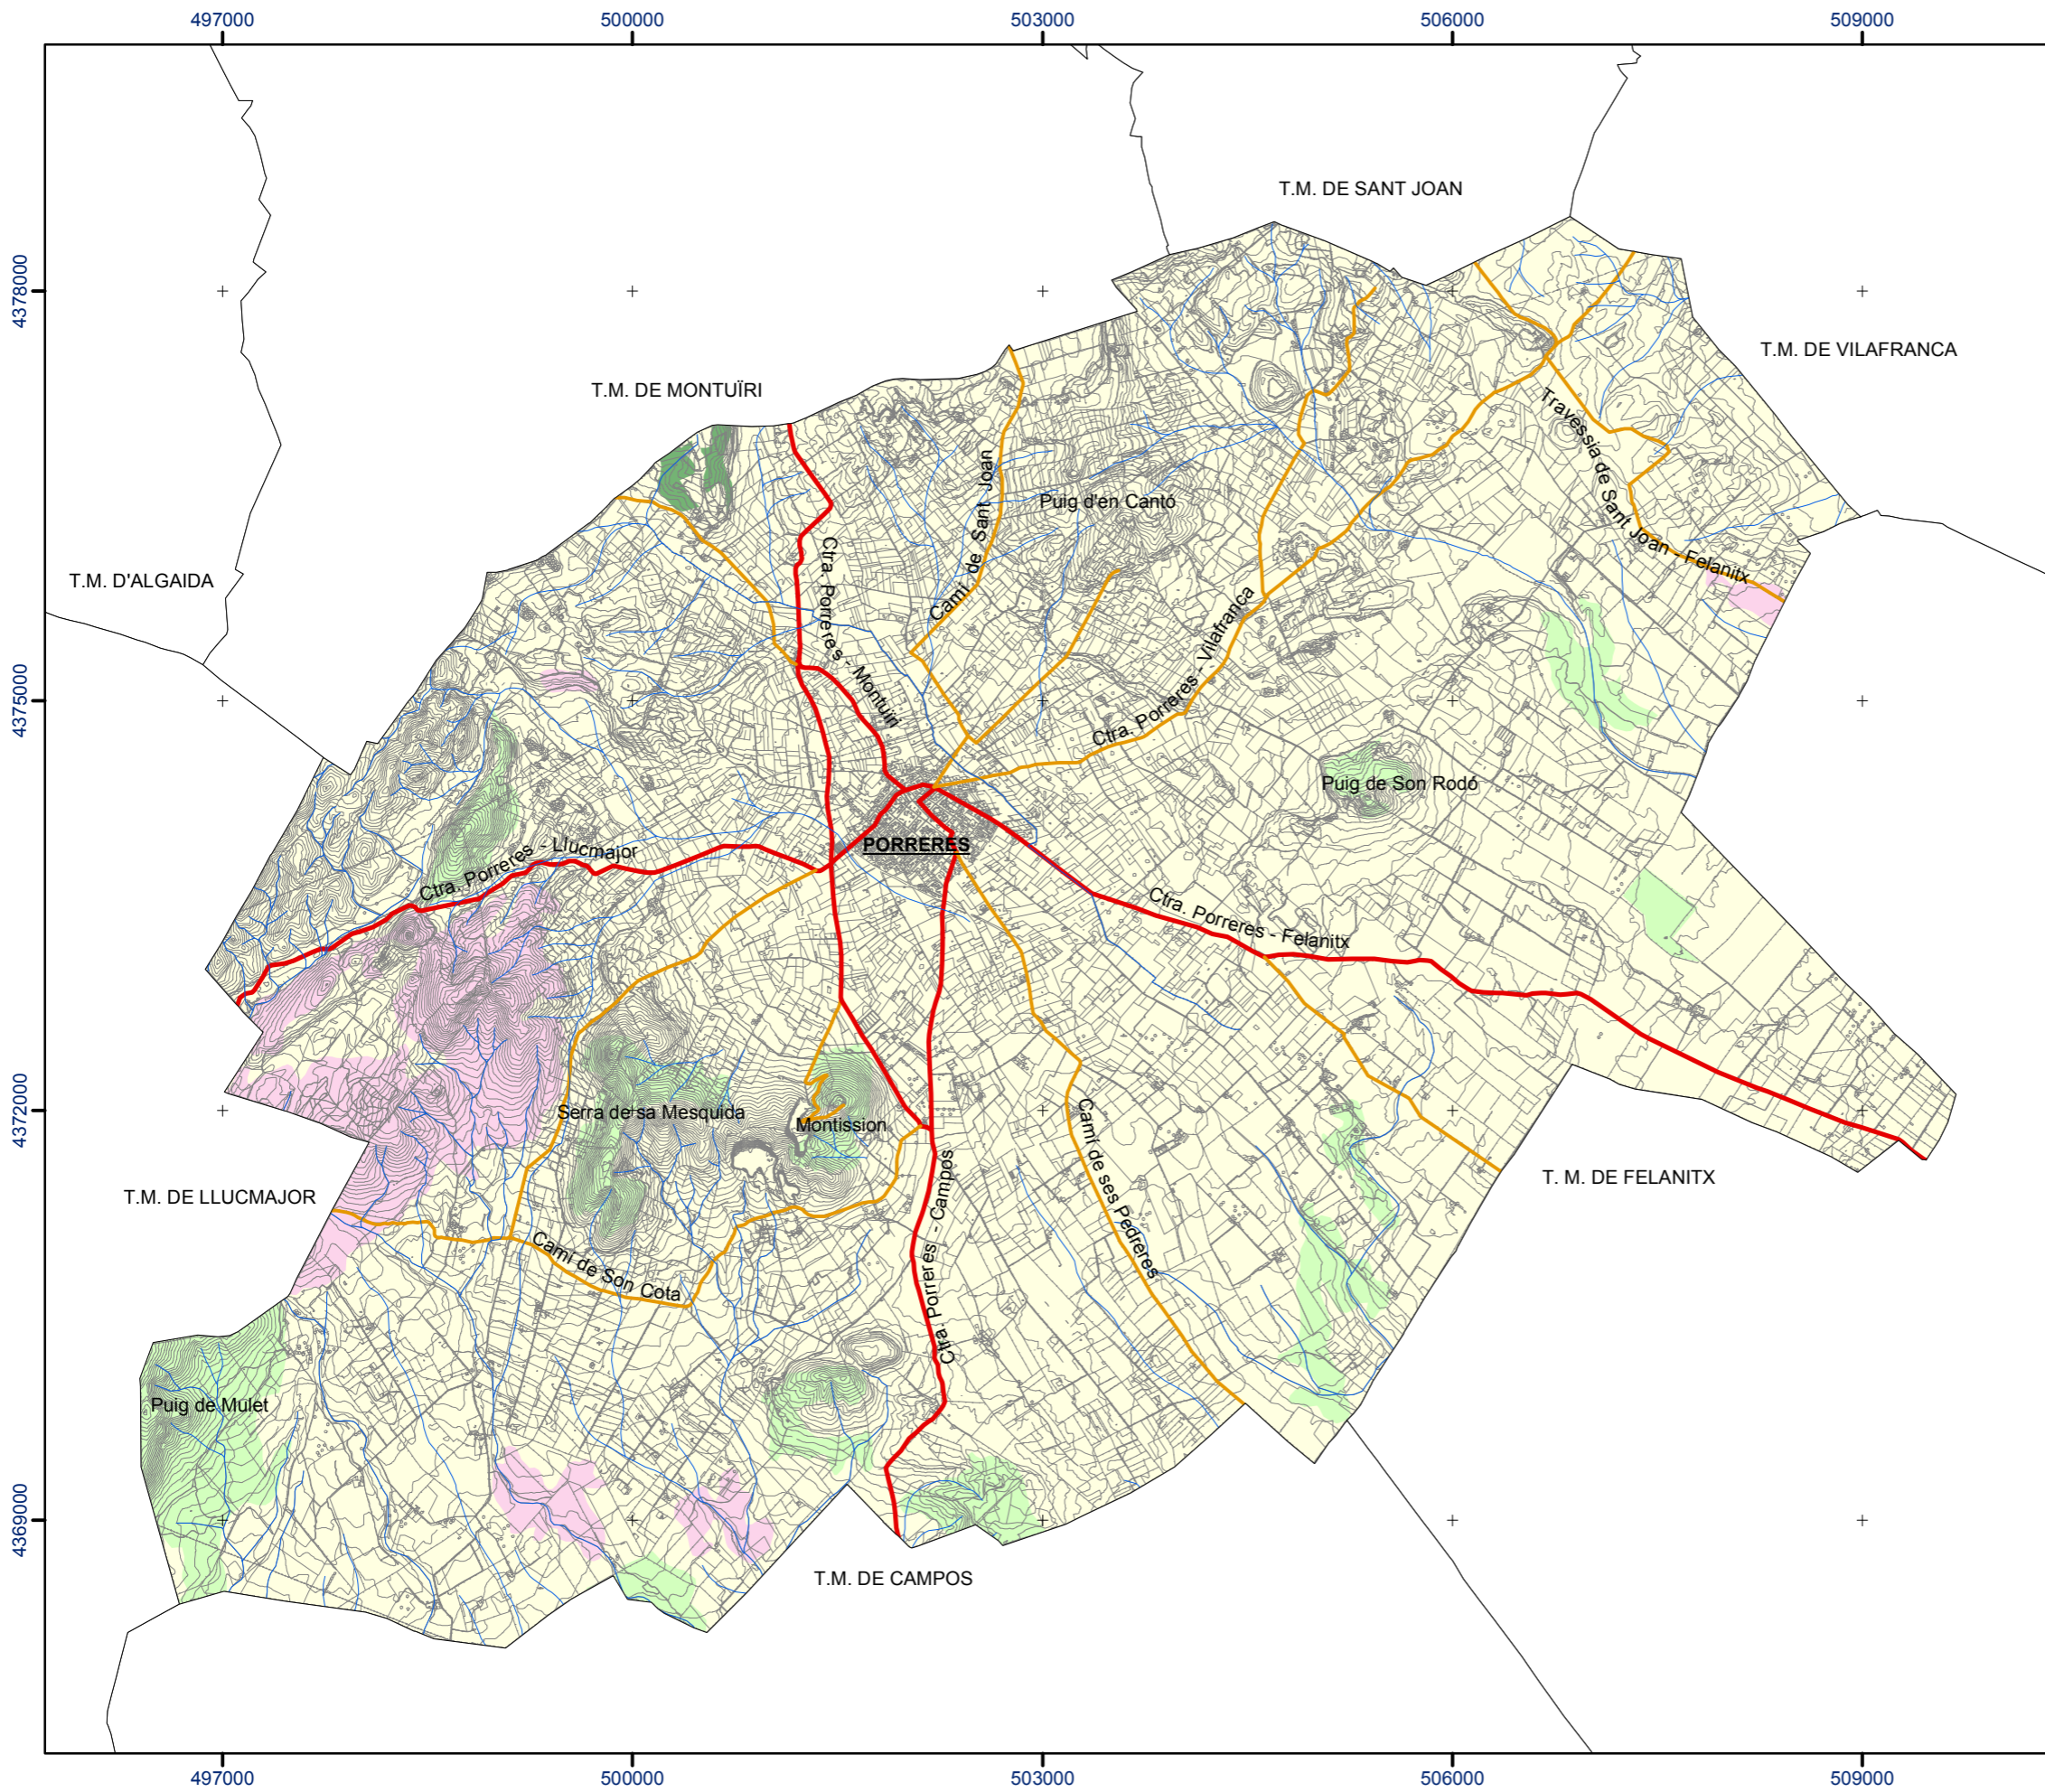 497000
500000
503000
506000
509000
T.M. DE SANT JOAN
4378000
T.M. DE VILAFRANCA
T.M. DE MONTUÏRI
Travessia de Sant Joan - Felanitx
Camí de Sant Joan
Puig d'en Cantó
T.M. D'ALGAIDA
Ctra. Porreres - Montuïri
Ctra. Porreres - Vilafranca
4375000
Puig de Son Rodó
PORRERES
Ctra. Porreres - Llucmajor
Ctra. Porreres - Felanitx
4372000
Serra de sa Mesquida
Montission
Camí de ses Pedreres
T. M. DE FELANITX
T.M. DE LLUCMAJOR
Ctra. Porreres - Campos
Camí de Son Cota
Puig de Mulet
4369000
T.M. DE CAMPOS
497000
500000
503000
506000
509000